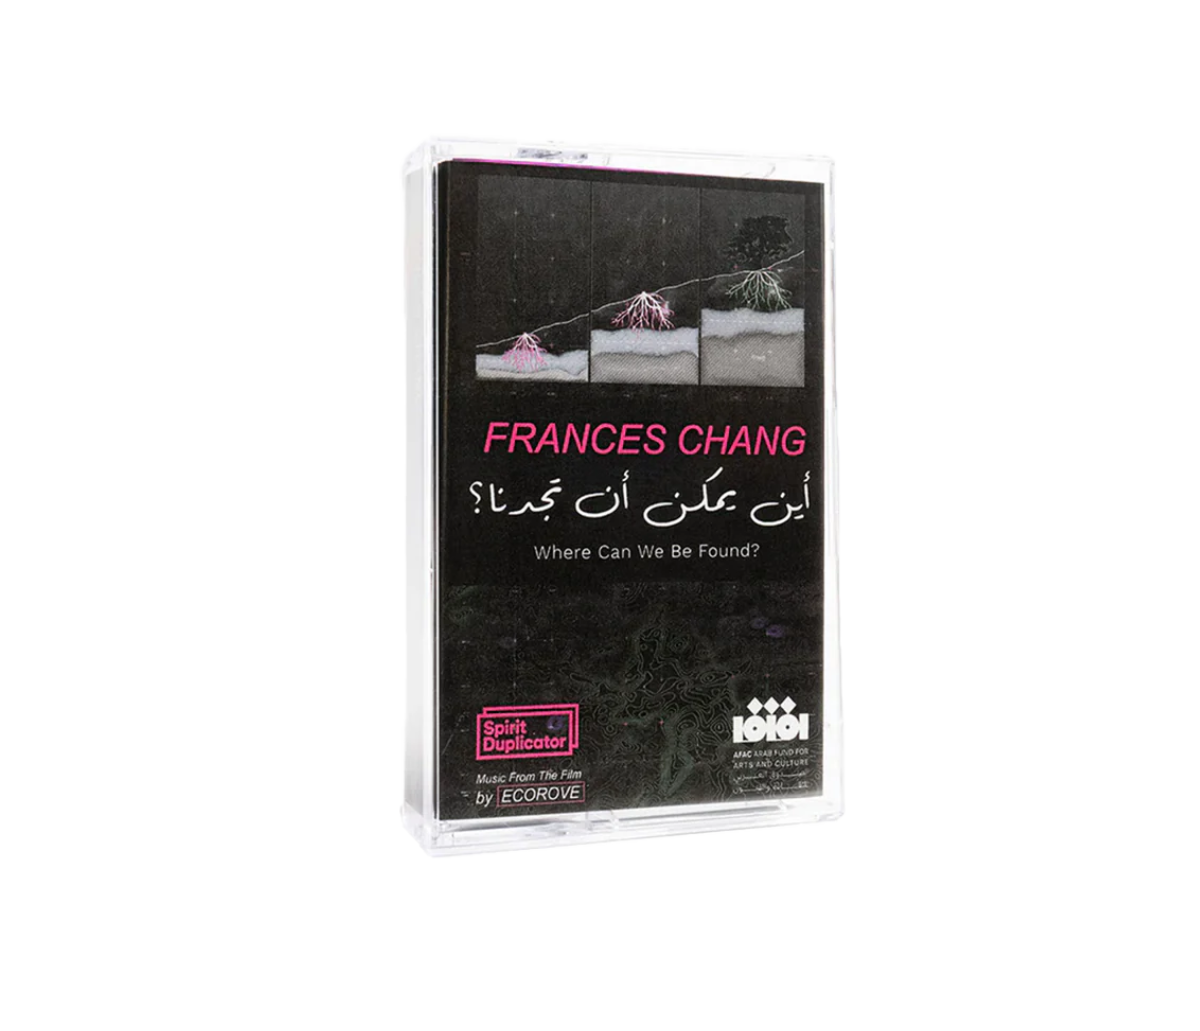 FRANCES CHANG
أين يمكن أن تجدنا؟
Where Can We Be Found?
Spirit
Duplicator
Music From The Film
by ECOROVE
AFAC ARAB FUND FOR
ARTS AND CULTURE